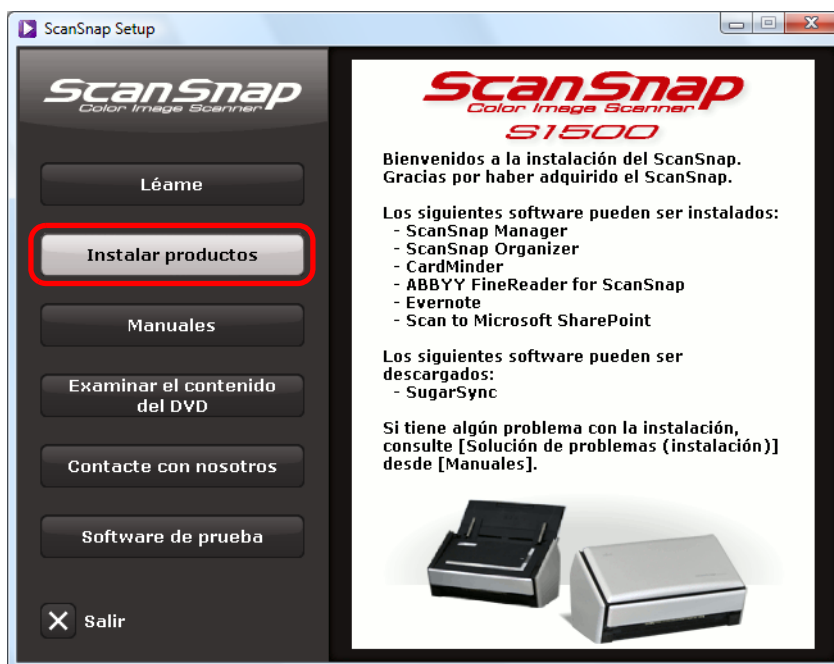 ScanSnap Setup
ScanSnap
Color Image Scanner
Léame
Instalar productos
Manuales
Examinar el contenido
del DVD
Contacte con nosotros
Software de prueba
Salir
ScanSnap
Color Image Scanner
S1500
Bienvenidos a la instalación del ScanSnap.
Gracias por haber adquirido el ScanSnap.
Los siguientes software pueden ser instalados:
- ScanSnap Manager
- ScanSnap Organizer
- CardMinder
- ABBYY FineReader for ScanSnap
- Evernote
- Scan to Microsoft SharePoint
Los siguientes software pueden ser
descargados:
- SugarSync
Si tiene algún problema con la instalación,
consulte [Solución de problemas (instalación)]
desde [Manuales].